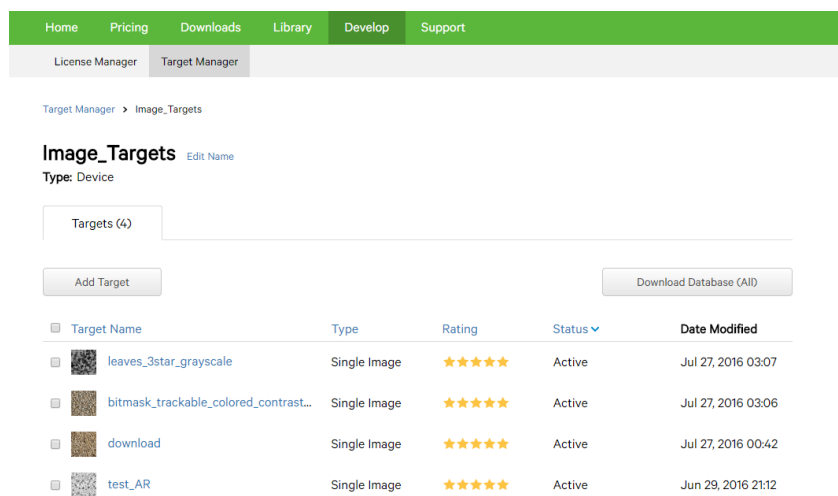 Home Pricing Downloads Library Develop Support
License Manager Target Manager
Target Manager > Image_Targets
Image_Targets Edit Name
Type: Device
Targets (4)
Add Target Download Database (All)
Target Name Type Rating Status Date Modified
leaves_3star_grayscale Single Image Active Jul 27, 2016 03:07
bitmask_trackable_colored_contrast... Single Image Active Jul 27, 2016 03:06
download Single Image Active Jul 27, 2016 00:42
test_AR Single Image Active Jun 29, 2016 21:12